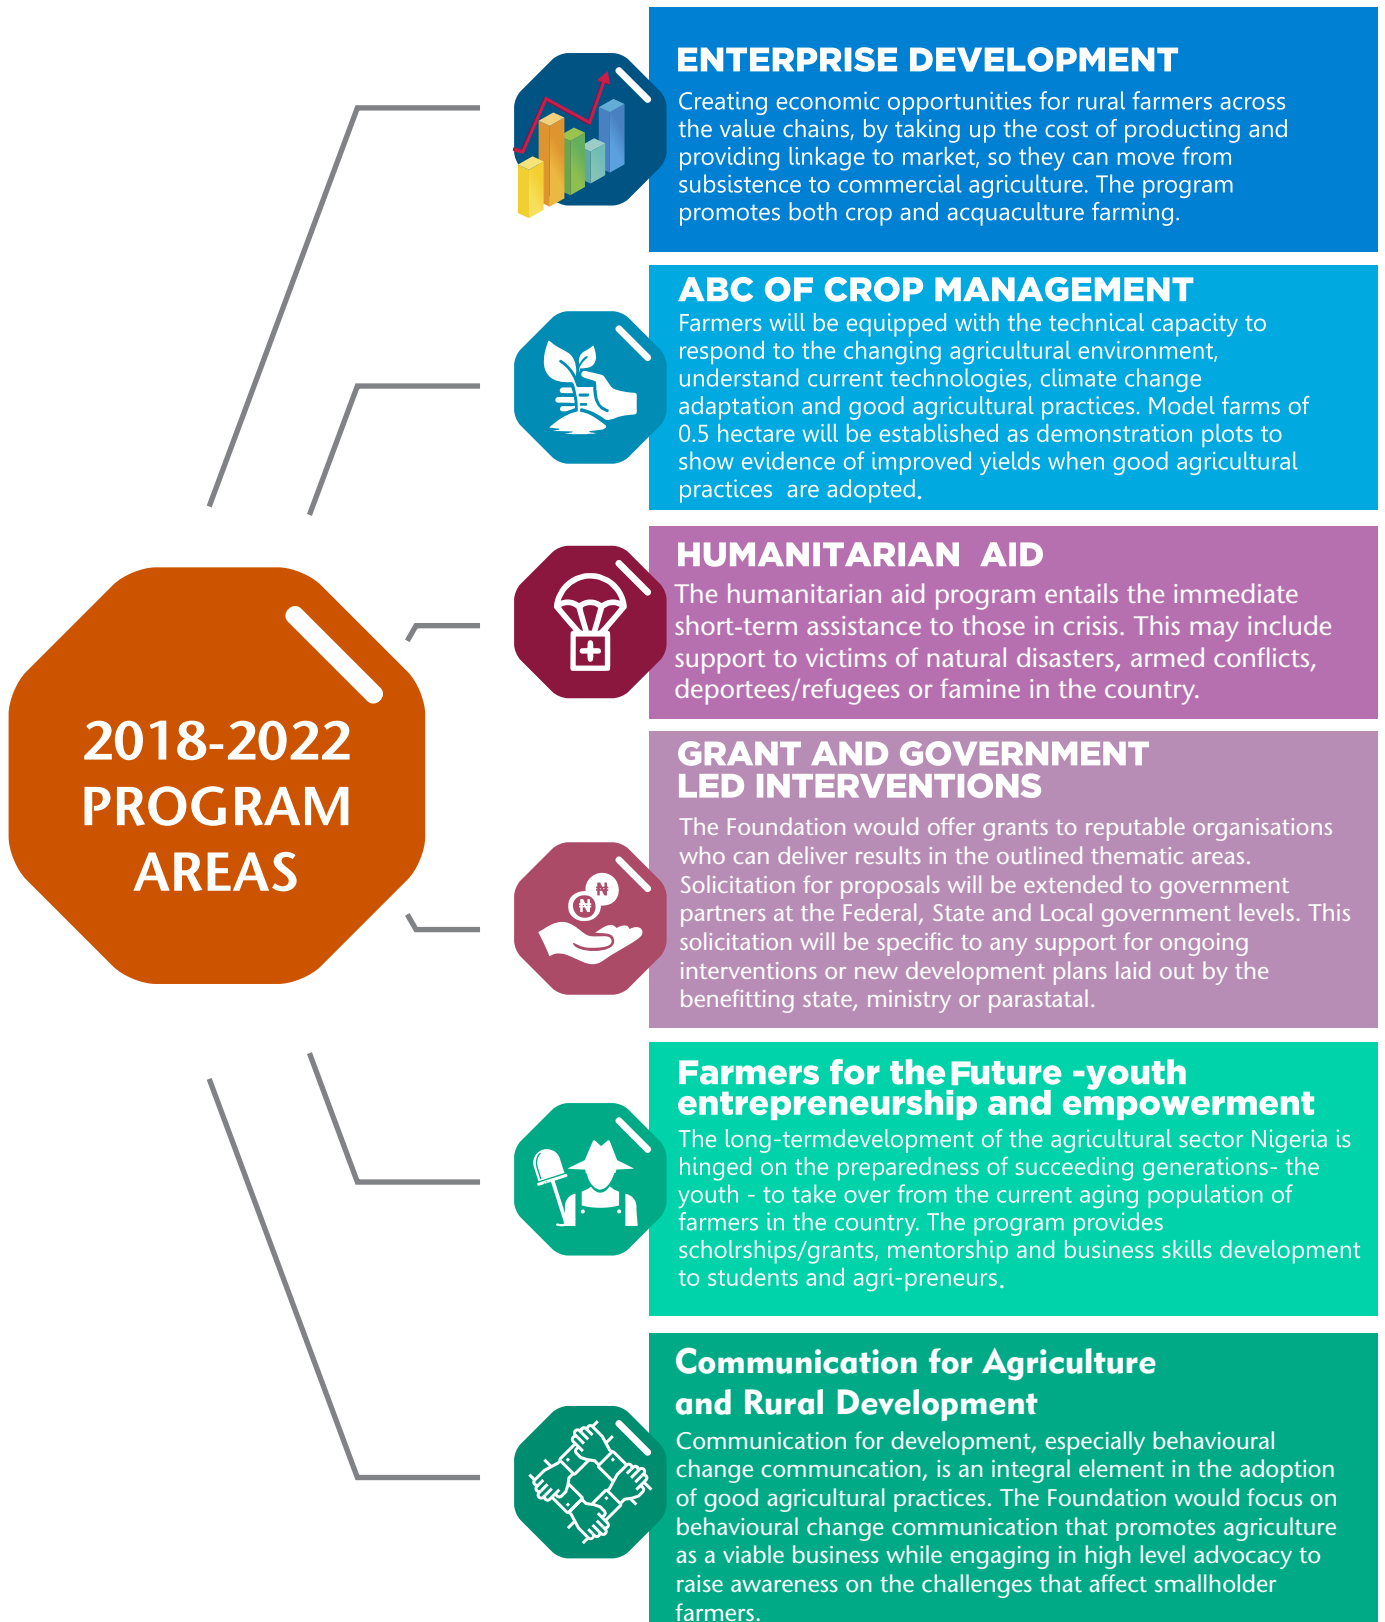 ENTERPRISE DEVELOPMENT
Creating economic opportunities for rural farmers across
the value chains, by taking up the cost of producting and
providing linkage to market, so they can move from
subsistence to commercial agriculture. The program
promotes both crop and acquaculture farming.
ABC OF CROP MANAGEMENT
Farmers will be equipped with the technical capacity to
respond to the changing agricultural environment,
understand current technologies, climate change
adaptation and good agricultural practices. Model farms of
0.5 hectare will be established as demonstration plots to
show evidence of improved yields when good agricultural
practices are adopted.
HUMANITARIAN AID
The humanitarian aid program entails the immediate
short-term assistance to those in crisis. This may include
support to victims of natural disasters, armed conflicts,
deportees/refugees or famine in the country.
2018-2022
PROGRAM
AREAS
GRANT AND GOVERNMENT
LED INTERVENTIONS
The Foundation would offer grants to reputable organisations
who can deliver results in the outlined thematic areas.
Solicitation for proposals will be extended to government
partners at the Federal, State and Local government levels. This
solicitation will be specific to any support for ongoing
interventions or new development plans laid out by the
benefitting state, ministry or parastatal.
₦
₦
Farmers for the Future -youth
entrepreneurship and empowerment
The long-termdevelopment of the agricultural sector Nigeria is
hinged on the preparedness of succeeding generations- the
youth - to take over from the current aging population of
farmers in the country. The program provides
scholrships/grants, mentorship and business skills development
to students and agri-preneurs.
Communication for Agriculture
and Rural Development
Communication for development, especially behavioural
change communcation, is an integral element in the adoption
of good agricultural practices. The Foundation would focus on
behavioural change communication that promotes agriculture
as a viable business while engaging in high level advocacy to
raise awareness on the challenges that affect smallholder
farmers.